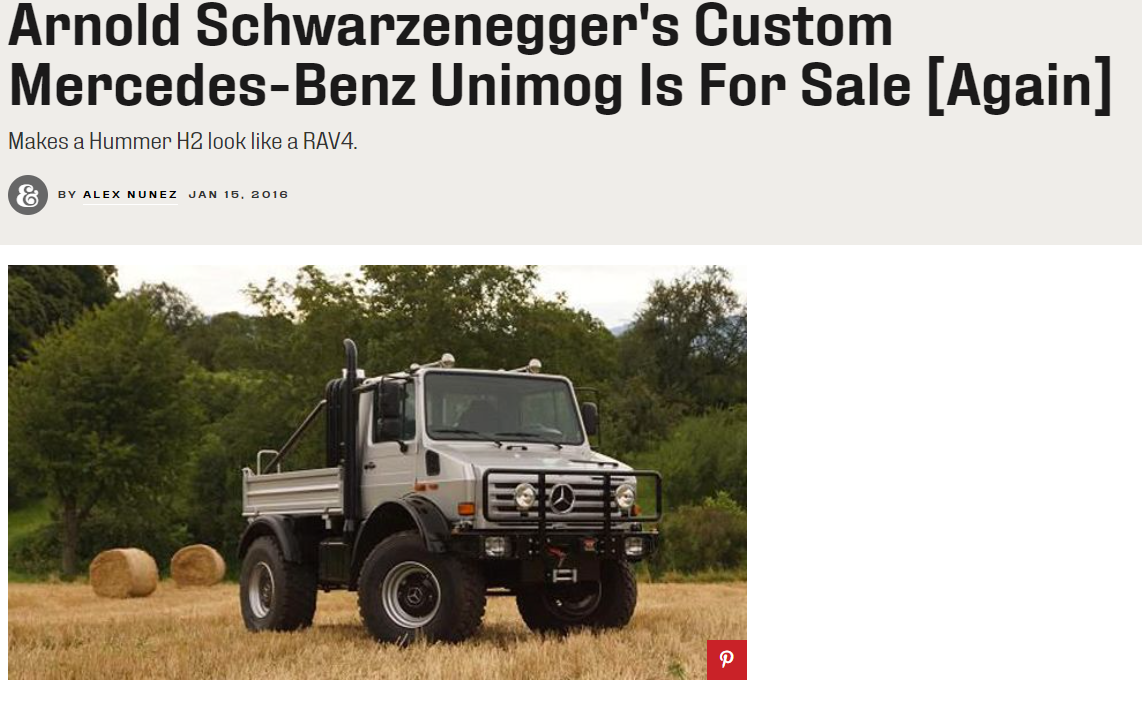 Arnold Schwarzenegger's Custom
Mercedes-Benz Unimog Is For Sale [Again]
Makes a Hummer H2 look like a RAV4.
& BY ALEX NUNEZ JAN 15, 2016